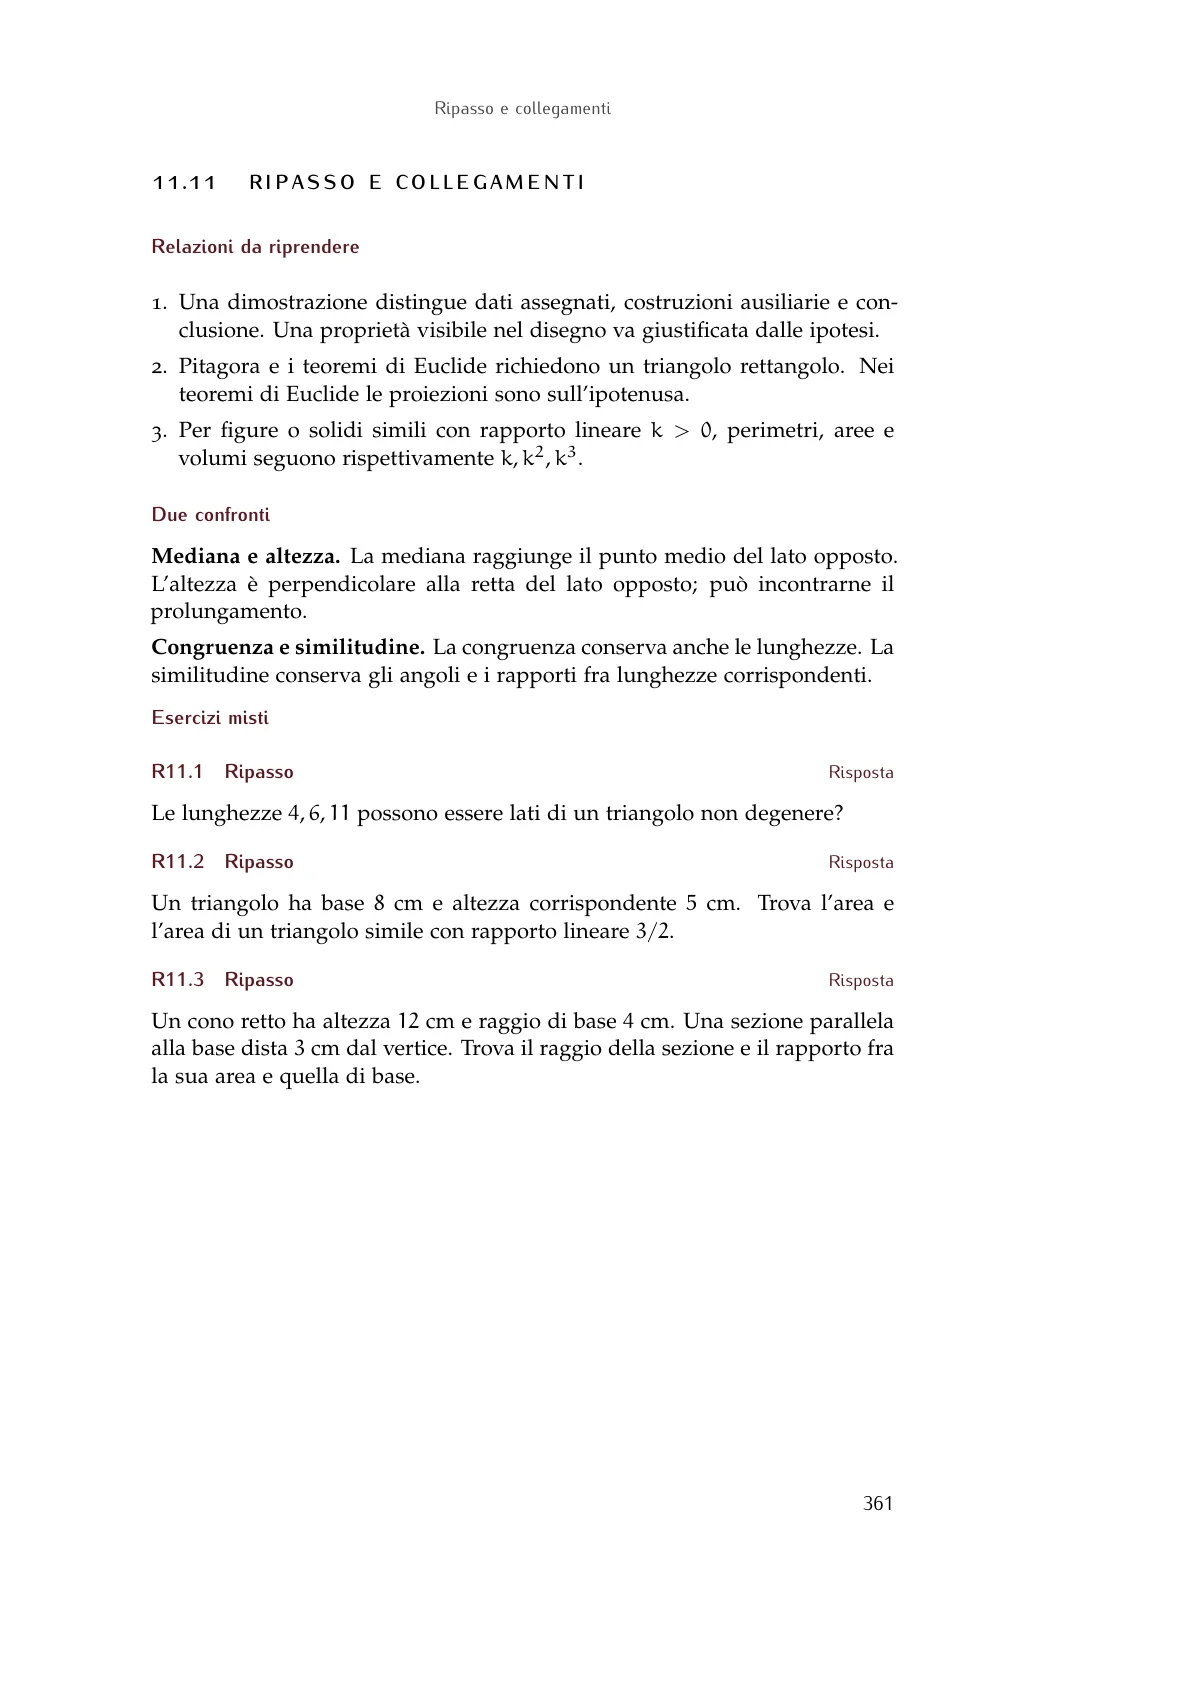 Ripasso e collegamenti
11.11 RIPASSO E COLLEGAMENTI
Relazioni da riprendere
1. Una dimostrazione distingue dati assegnati, costruzioni ausiliarie e con-
clusione. Una proprietà visibile nel disegno va giustificata dalle ipotesi.
2. Pitagora e i teoremi di Euclide richiedono un triangolo rettangolo. Nei
teoremi di Euclide le proiezioni sono sull'ipotenusa.
3. Per figure o solidi simili con rapporto lineare k > 0, perimetri, aree e
volumi seguono rispettivamente k, k², k³.
Due confronti
Mediana e altezza. La mediana raggiunge il punto medio del lato opposto.
L'altezza è perpendicolare alla retta del lato opposto; può incontrarne il
prolungamento.
Congruenza e similitudine. La congruenza conserva anche le lunghezze. La
similitudine conserva gli angoli e i rapporti fra lunghezze corrispondenti.
Esercizi misti
R11.1 Ripasso Risposta
Le lunghezze 4, 6, 11 possono essere lati di un triangolo non degenere?
R11.2 Ripasso Risposta
Un triangolo ha base 8 cm e altezza corrispondente 5 cm. Trova l'area e
l'area di un triangolo simile con rapporto lineare 3/2.
R11.3 Ripasso Risposta
Un cono retto ha altezza 12 cm e raggio di base 4 cm. Una sezione parallela
alla base dista 3 cm dal vertice. Trova il raggio della sezione e il rapporto fra
la sua area e quella di base.
361